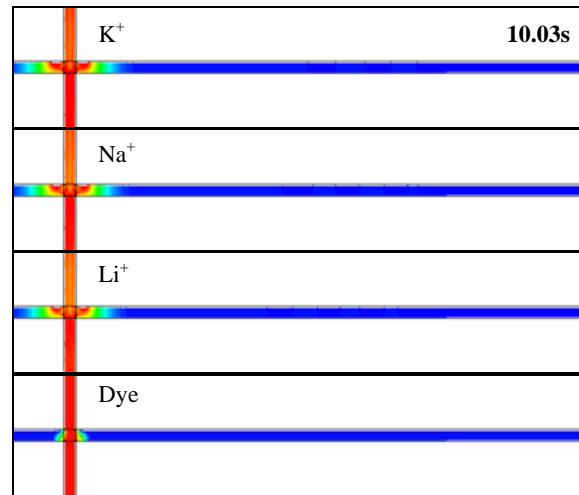 K⁺
10.03s
Na⁺
Li⁺
Dye